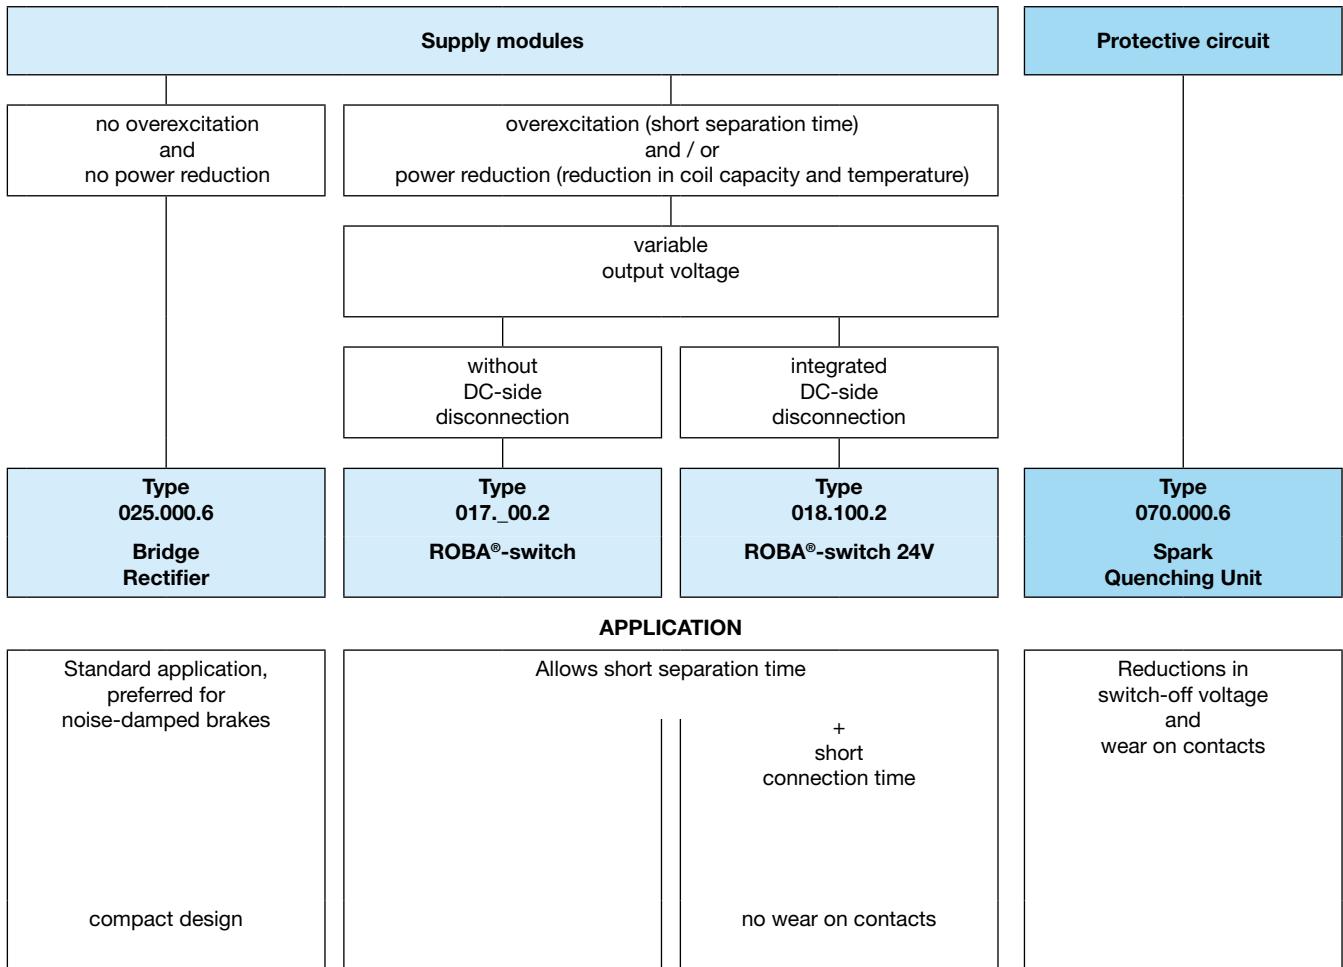 Supply modules
Protective circuit
no overexcitation
and
no power reduction
overexcitation (short separation time)
and / or
power reduction (reduction in coil capacity and temperature)
variable
output voltage
without
DC-side
disconnection
integrated
DC-side
disconnection
Type
025.000.6
Bridge
Rectifier
Type
017._00.2
ROBA®-switch
Type
018.100.2
ROBA®-switch 24V
Type
070.000.6
Spark
Quenching Unit
APPLICATION
Standard application,
preferred for
noise-damped brakes
compact design
Allows short separation time
+
short
connection time
no wear on contacts
Reductions in
switch-off voltage
and
wear on contacts